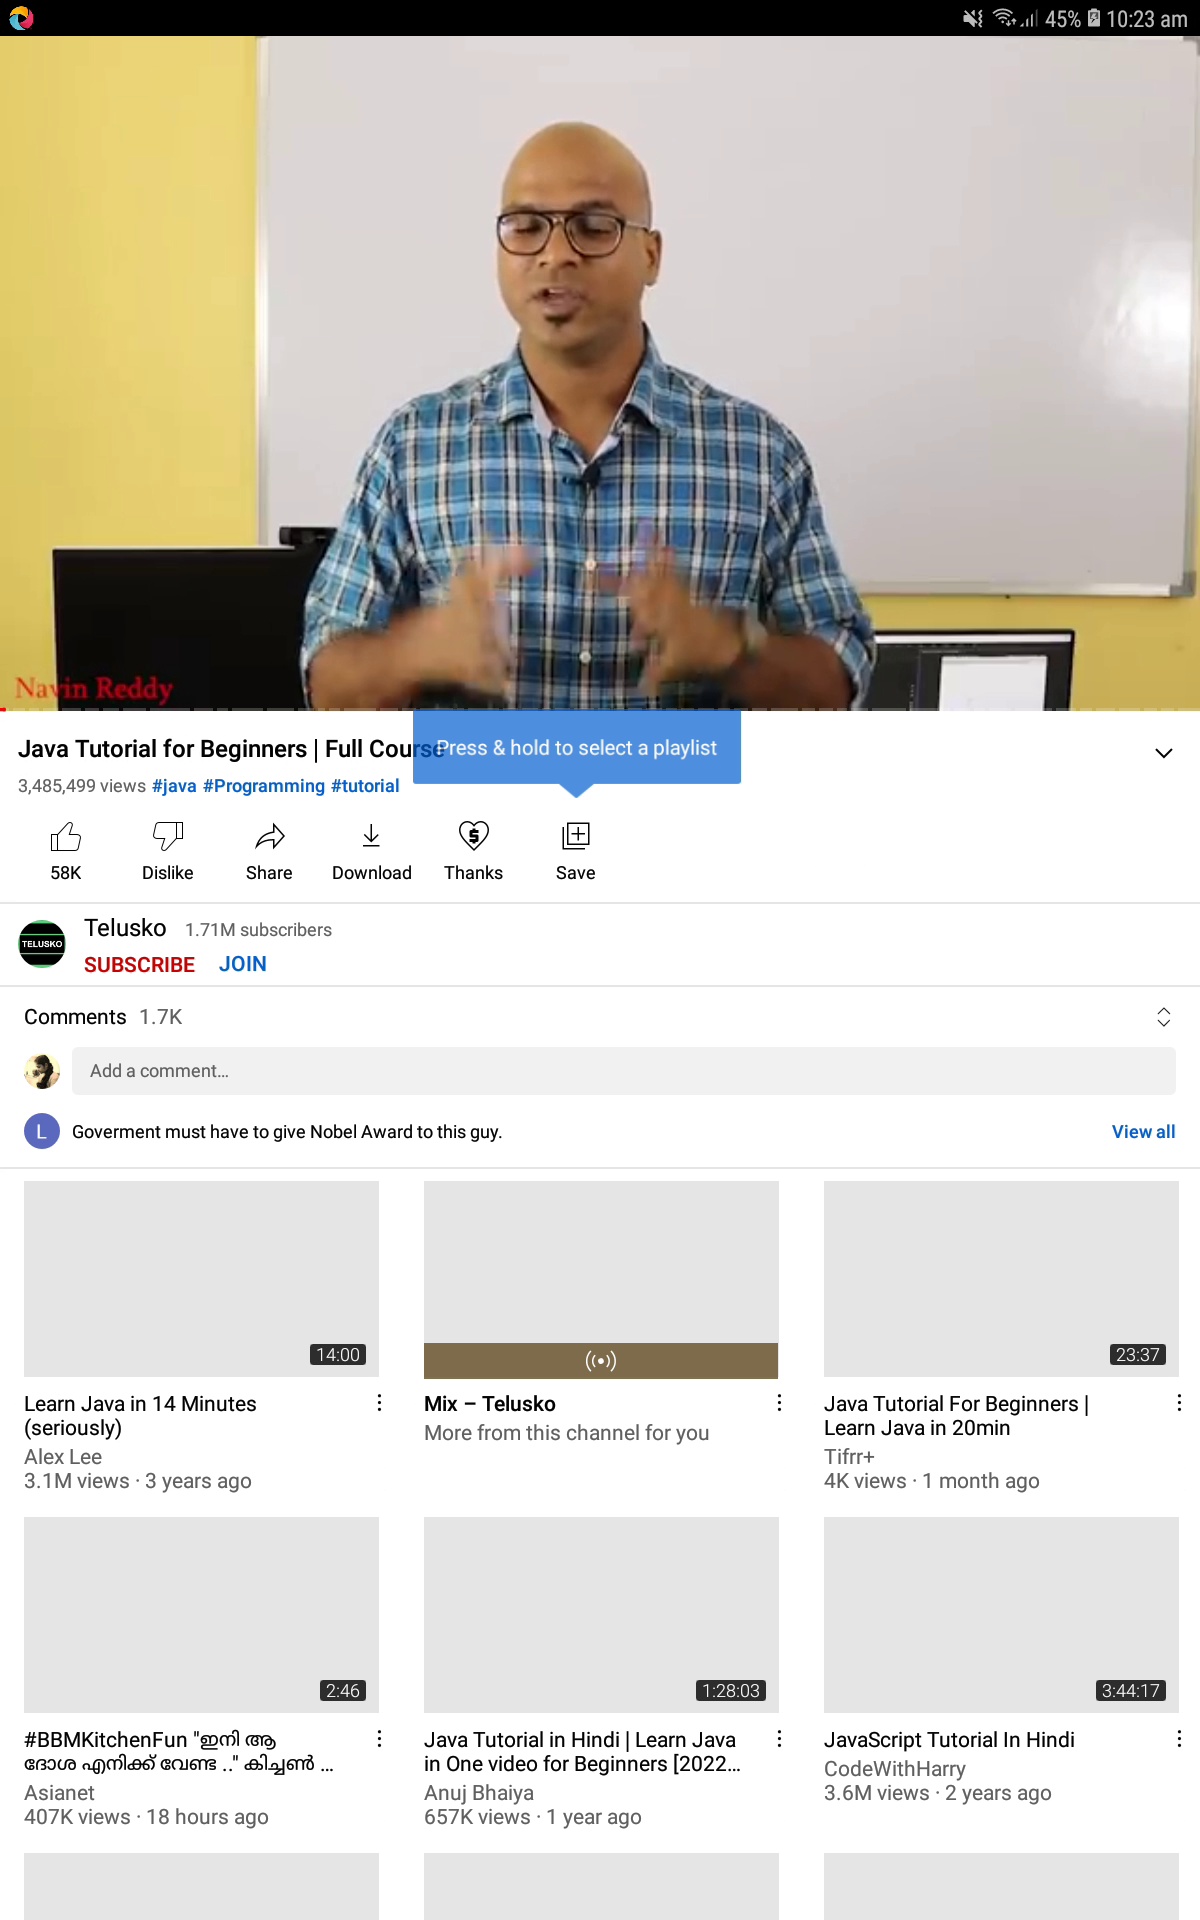 45% 10:23 am
Navin Reddy
Java Tutorial for Beginners | Full Course
Press & hold to select a playlist
3,485,499 views #java #Programming #tutorial
58K Dislike Share Download Thanks Save
TELUSKO
Telusko 1.71M subscribers
SUBSCRIBE JOIN
Comments 1.7K
Add a comment...
L Goverment must have to give Nobel Award to this guy. View all
14:00
Learn Java in 14 Minutes
(seriously)
Alex Lee
3.1M views · 3 years ago
Mix – Telusko
More from this channel for you
23:37
Java Tutorial For Beginners |
Learn Java in 20min
Tifrr+
4K views · 1 month ago
2:46
#BBMKitchenFun "ഇനി ആ
ദോശ എനിക്ക് വേണ്ട .." കിച്ചൺ ...
Asianet
407K views · 18 hours ago
1:28:03
Java Tutorial in Hindi | Learn Java
in One video for Beginners [2022...
Anuj Bhaiya
657K views · 1 year ago
3:44:17
JavaScript Tutorial In Hindi
CodeWithHarry
3.6M views · 2 years ago